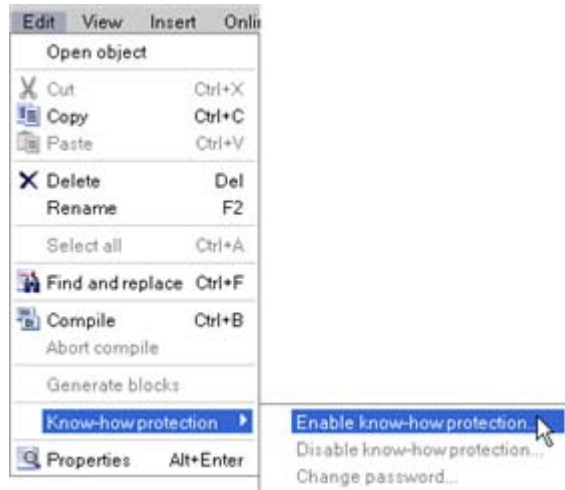 Edit View Insert Onli
Open object
Cut Ctrl+X
Copy Ctrl+C
Paste Ctrl+V
Delete Del
Rename F2
Select all Ctrl+A
Find and replace Ctrl+F
Compile Ctrl+B
Abort compile
Generate blocks
Know-how protection
Enable know-how protection...
Disable know-how protection...
Change password...
Properties Alt+Enter